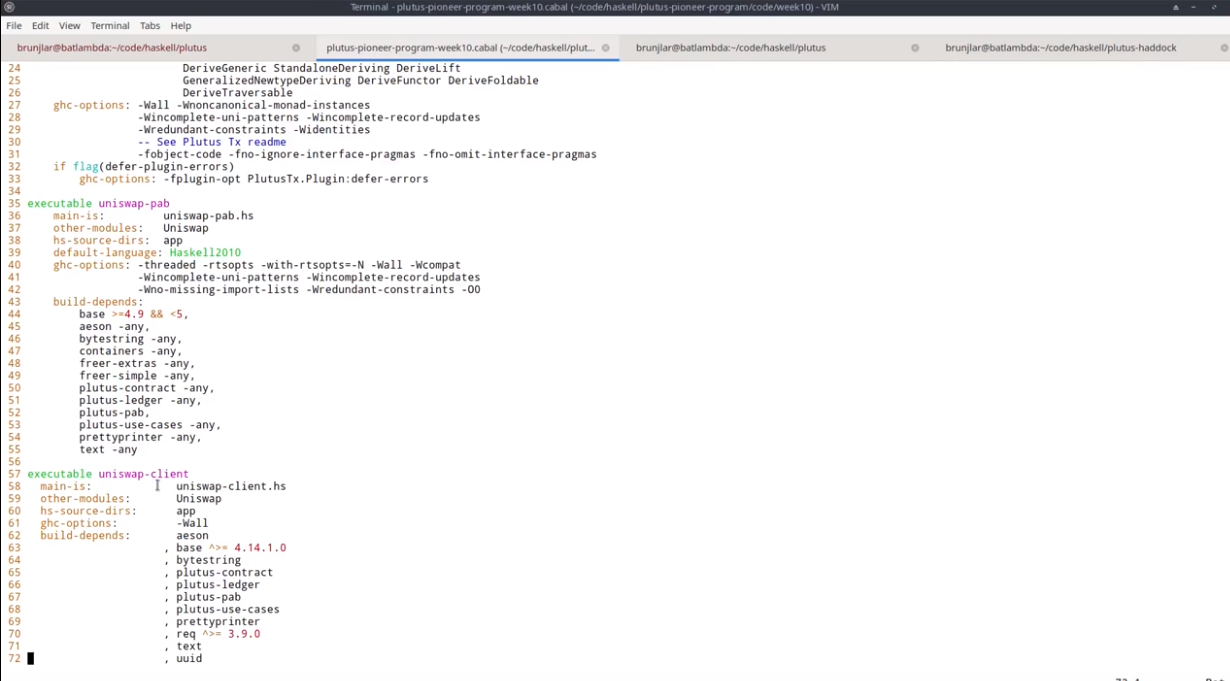 Terminal - plutus-pioneer-program-week10.cabal (~/code/haskell/plutus-pioneer-program/code/week10) - VIM
File Edit View Terminal Tabs Help
brunjlar@batlambda:~/code/haskell/plutus plutus-pioneer-program-week10.cabal (~/code/haskell/plut... brunjlar@batlambda:~/code/haskell/plutus brunjlar@batlambda:~/code/haskell/plutus-haddock
24 DeriveGeneric StandaloneDeriving DeriveLift
25 GeneralizedNewtypeDeriving DeriveFunctor DeriveFoldable
26 DeriveTraversable
27 ghc-options: -Wall -Wnoncanonical-monad-instances
28 -Wincomplete-uni-patterns -Wincomplete-record-updates
29 -Wredundant-constraints -Widentities
30 -- See Plutus Tx readme
31 -fobject-code -fno-ignore-interface-pragmas -fno-omit-interface-pragmas
32 if flag(defer-plugin-errors)
33 ghc-options: -fplugin-opt PlutusTx.Plugin:defer-errors
34
35 executable uniswap-pab
36 main-is: uniswap-pab.hs
37 other-modules: Uniswap
38 hs-source-dirs: app
39 default-language: Haskell2010
40 ghc-options: -threaded -rtsopts -with-rtsopts=-N -Wall -Wcompat
41 -Wincomplete-uni-patterns -Wincomplete-record-updates
42 -Wno-missing-import-lists -Wredundant-constraints -O0
43 build-depends:
44 base >=4.9 && <5,
45 aeson -any,
46 bytestring -any,
47 containers -any,
48 freer-extras -any,
49 freer-simple -any,
50 plutus-contract -any,
51 plutus-ledger -any,
52 plutus-pab,
53 plutus-use-cases -any,
54 prettyprinter -any,
55 text -any
56
57 executable uniswap-client
58 main-is: uniswap-client.hs
59 other-modules: Uniswap
60 hs-source-dirs: app
61 ghc-options: -Wall
62 build-depends: aeson
63 , base ^>= 4.14.1.0
64 , bytestring
65 , plutus-contract
66 , plutus-ledger
67 , plutus-pab
68 , plutus-use-cases
69 , prettyprinter
70 , req ^>= 3.9.0
71 , text
72 , uuid